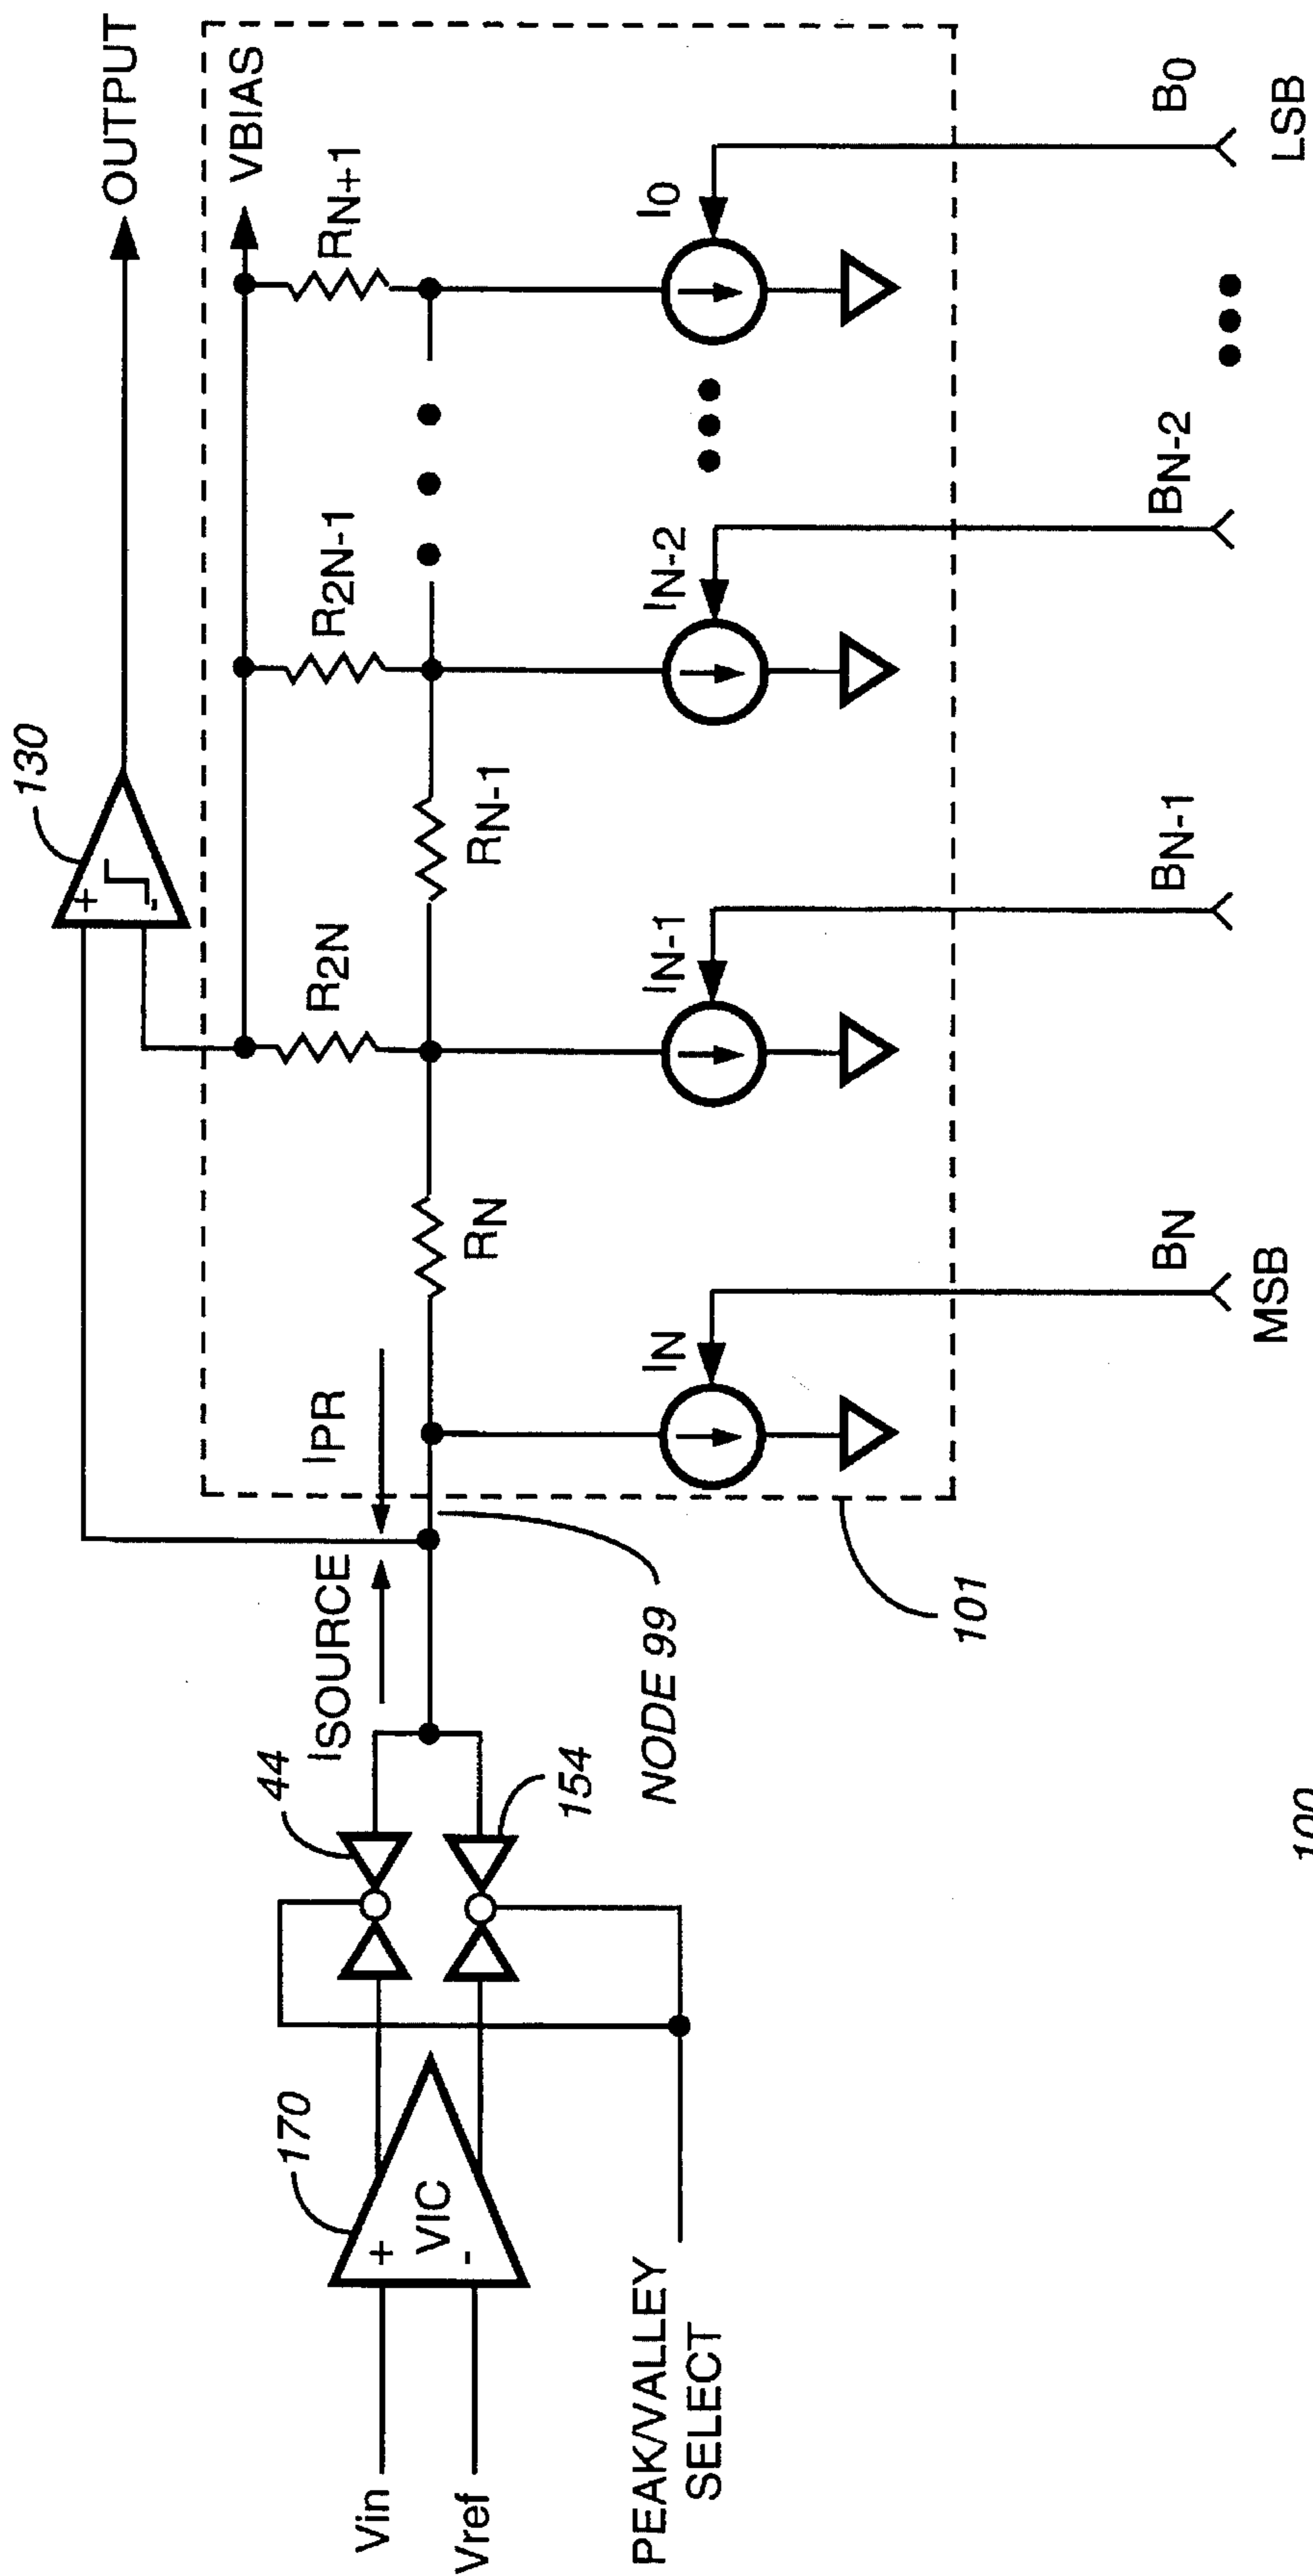 OUTPUT
130
VBIAS
R2N
R2N-1
RN+1
RN
RN-1
IN
IN-1
IN-2
I0
IPR
ISOURCE
44
154
NODE 99
101
170
+
VIC
-
+
-
Vin
Vref
PEAK/VALLEY
SELECT
BN
BN-1
BN-2
B0
MSB
LSB